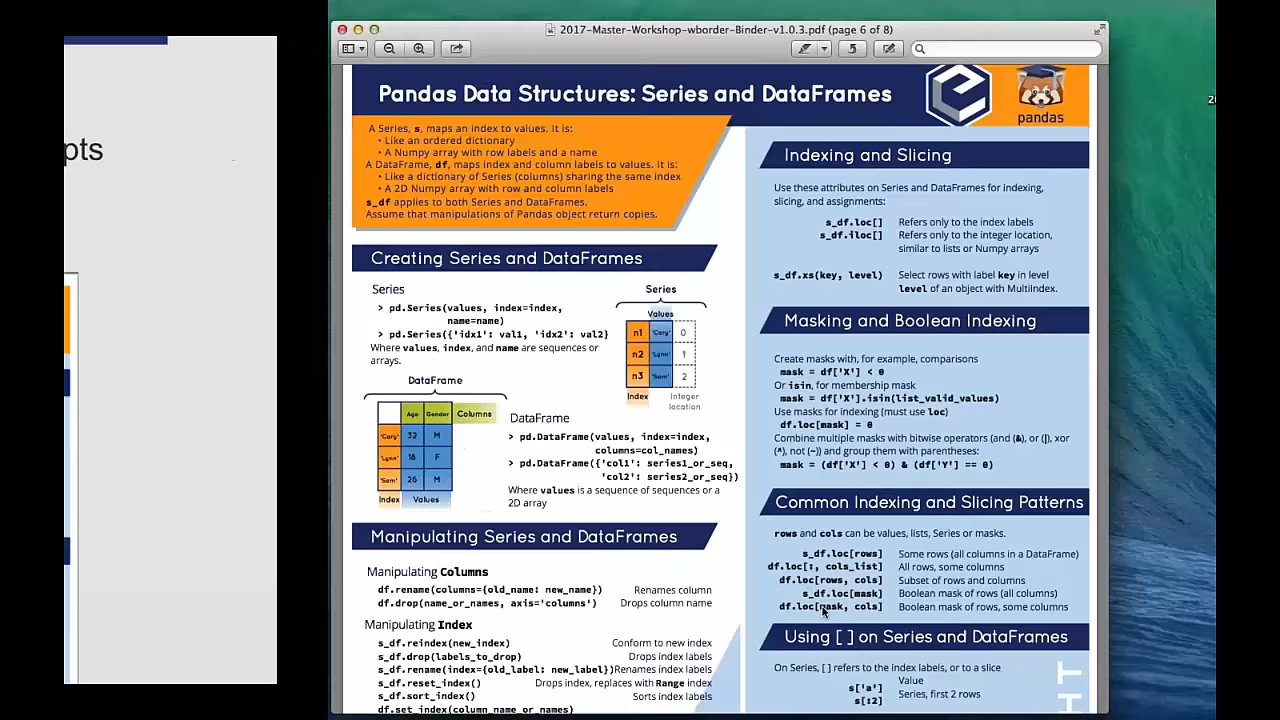 pts
2017-Master-Workshop-wborder-Binder-v1.0.3.pdf (page 6 of 8)
Pandas Data Structures: Series and DataFrames
pandas
A Series, s, maps an index to values. It is:
• Like an ordered dictionary
• A Numpy array with row labels and a name
A DataFrame, df, maps index and column labels to values. It is:
• Like a dictionary of Series (columns) sharing the same index
• A 2D Numpy array with row and column labels
s_df applies to both Series and DataFrames.
Assume that manipulations of Pandas object return copies.
Creating Series and DataFrames
Series
> pd.Series(values, index=index,
name=name)
> pd.Series({'idx1': val1, 'idx2': val2}
Where values, index, and name are sequences or
arrays.
Series
Values
n1 'Cary' 0
n2 'Lynn' 1
n3 'Sam' 2
Index Integer
location
DataFrame
Age Gender Columns
'Cary' 32 M
'Lynn' 18 F
'Sam' 26 M
Index Values
DataFrame
> pd.DataFrame(values, index=index,
columns=col_names)
> pd.DataFrame({'col1': series1_or_seq,
'col2': series2_or_seq})
Where values is a sequence of sequences or a
2D array
Manipulating Series and DataFrames
Manipulating Columns
df.rename(columns={old_name: new_name}) Renames column
df.drop(name_or_names, axis='columns') Drops column name
Manipulating Index
s_df.reindex(new_index) Conform to new index
s_df.drop(labels_to_drop) Drops index labels
s_df.rename(index={old_label: new_label}) Renames index labels
s_df.reset_index() Drops index, replaces with Range index
s_df.sort_index() Sorts index labels
df.set_index(column_name_or_names)
Indexing and Slicing
Use these attributes on Series and DataFrames for indexing,
slicing, and assignments:
s_df.loc[] Refers only to the index labels
s_df.iloc[] Refers only to the integer location,
similar to lists or Numpy arrays
s_df.xs(key, level) Select rows with label key in level
level of an object with MultiIndex.
Masking and Boolean Indexing
Create masks with, for example, comparisons
mask = df['X'] < 0
Or isin, for membership mask
mask = df['X'].isin(list_valid_values)
Use masks for indexing (must use loc)
df.loc[mask] = 0
Combine multiple masks with bitwise operators (and (&), or (|), xor
(^), not (~)) and group them with parentheses:
mask = (df['X'] < 0) & (df['Y'] == 0)
Common Indexing and Slicing Patterns
rows and cols can be values, lists, Series or masks.
s_df.loc[rows] Some rows (all columns in a DataFrame)
df.loc[:, cols_list] All rows, some columns
df.loc[rows, cols] Subset of rows and columns
s_df.loc[mask] Boolean mask of rows (all columns)
df.loc[mask, cols] Boolean mask of rows, some columns
Using [ ] on Series and DataFrames
On Series, [ ] refers to the index labels, or to a slice
s['a'] Value
s[:2] Series, first 2 rows
HT